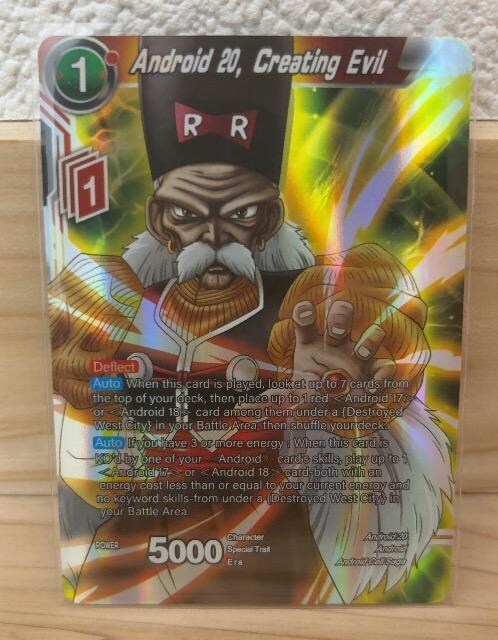 1
Android 20, Creating Evil
R R
1
Deflect
Auto When this card is played, look at up to 7 cards from
the top of your deck, then place up to 1 red <Android 17>
or <Android 18> card among them under a {Destroyed
West City} in your Battle Area, then shuffle your deck.
Auto If you have 3 or more energy : When this card is
KO'd by one of your <Android> cards skills, play up to 1
<Android 17> or <Android 18> card both with an
energy cost less than or equal to your current energy and
no keyword skills from under a {Destroyed West City} in
your Battle Area.
POWER 5000
Character Android 20
Special Trait Android
Era Android Cell Saga